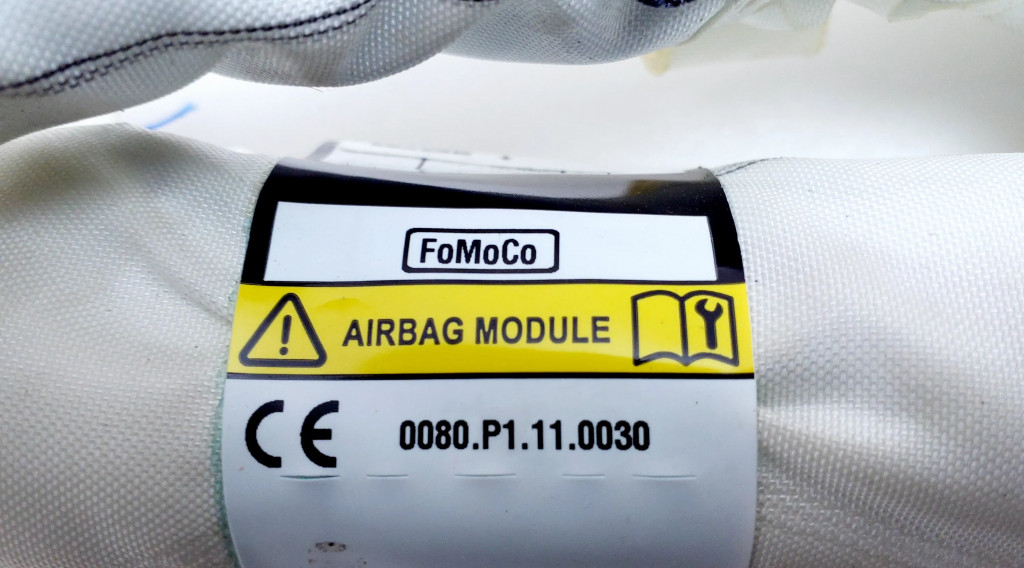 FoMoCo
AIRBAG MODULE
CE 0080.P1.11.0030